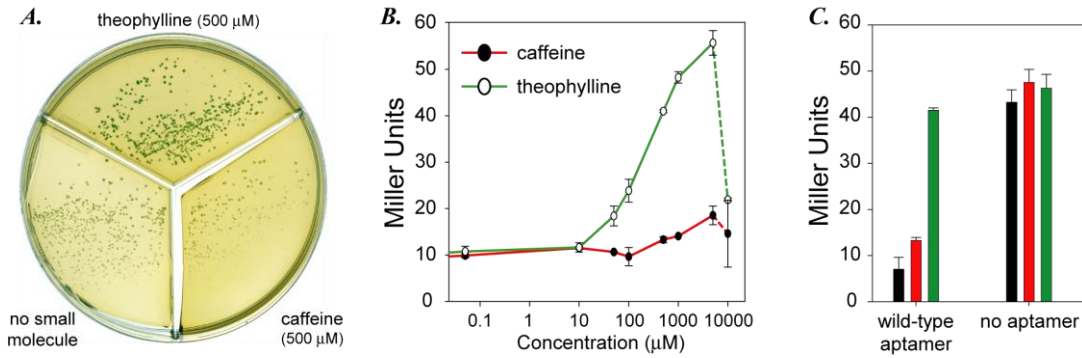 A.
theophylline (500 μM)
no small
molecule
caffeine
(500 μM)
B.
Miller Units
60
50
40
30
20
10
0
caffeine
theophylline
0.1 10 100 1000 10000
Concentration (μM)
C.
Miller Units
60
50
40
30
20
10
0
wild-type
aptamer
no aptamer